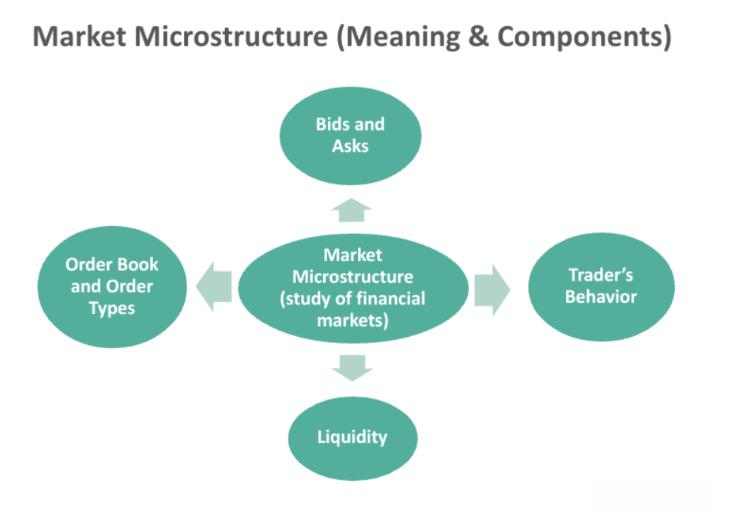 Market Microstructure (Meaning & Components)
Bids and
Asks
Order Book
and Order
Types
Market
Microstructure
(study of financial
markets)
Trader's
Behavior
Liquidity